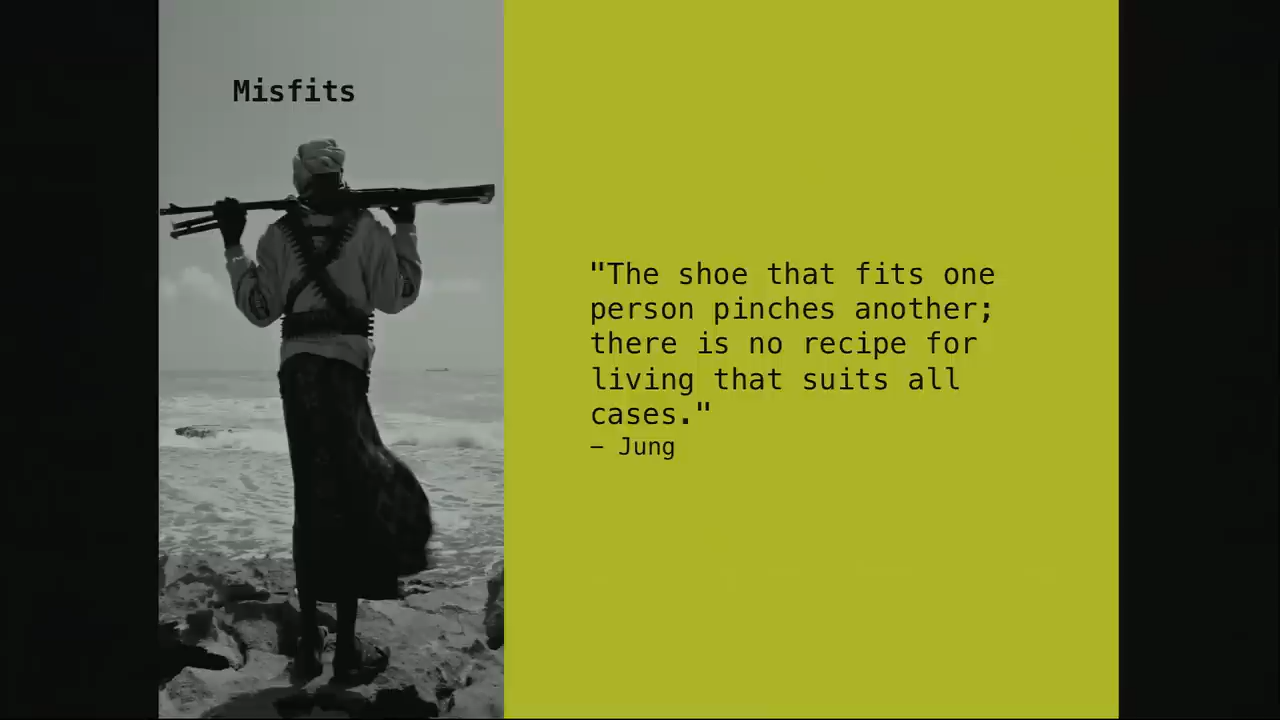 Misfits
"The shoe that fits one
person pinches another;
there is no recipe for
living that suits all
cases."
– Jung